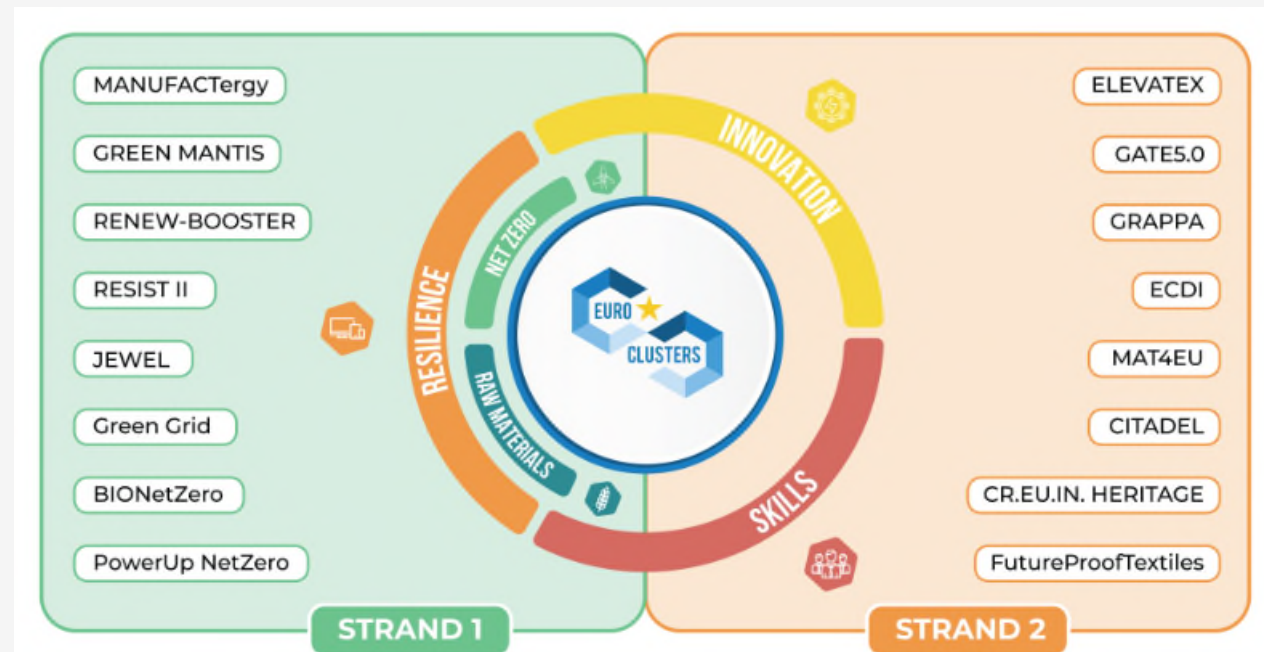 MANUFACTergy
GREEN MANTIS
RENEW-BOOSTER
RESIST II
JEWEL
Green Grid
BIONetZero
PowerUp NetZero
STRAND 1
RESILIENCE
NET ZERO
RAW MATERIALS
INNOVATION
SKILLS
EURO
CLUSTERS
ELEVATEX
GATE5.0
GRAPPA
ECDI
MAT4EU
CITADEL
CR.EU.IN. HERITAGE
FutureProofTextiles
STRAND 2